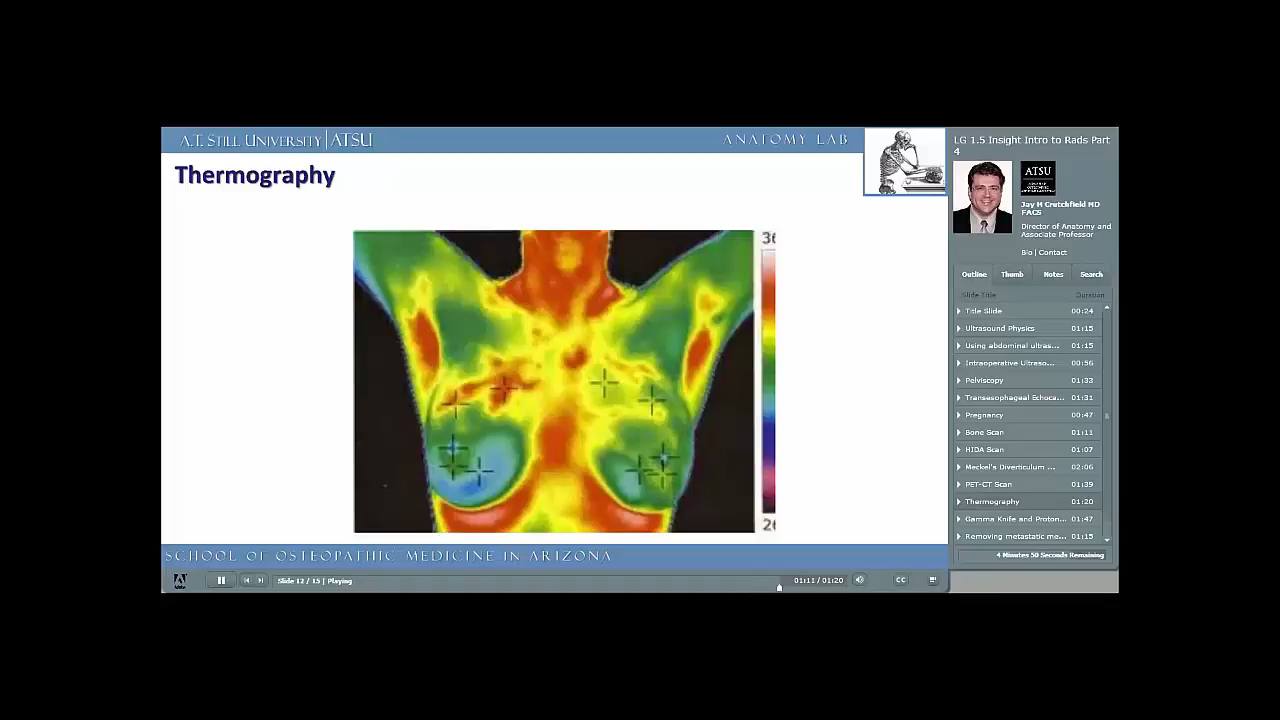 A.T. STILL UNIVERSITY | ATSU
ANATOMY LAB
Thermography
36
26
SCHOOL OF OSTEOPATHIC MEDICINE IN ARIZONA
Slide 12 / 15 | Playing
01:11 / 01:20
CC
LG 1.5 Insight Intro to Rads Part
4
ATSU
Jay M Crutchfield MD
FACS
Director of Anatomy and
Associate Professor
Bio | Contact
Outline Thumb Notes Search
Slide Title Duration
Title Slide 00:24
Ultrasound Physics 01:15
Using abdominal ultras... 01:15
Intraoperative Ultraso... 00:56
Pelviscopy 01:33
Transesophageal Echoca... 01:31
Pregnancy 00:47
Bone Scan 01:11
HIDA Scan 01:07
Meckel's Diverticulum ... 02:06
PET-CT Scan 01:39
Thermography 01:20
Gamma Knife and Proton... 01:47
Removing metastatic me... 01:15
4 Minutes 50 Seconds Remaining